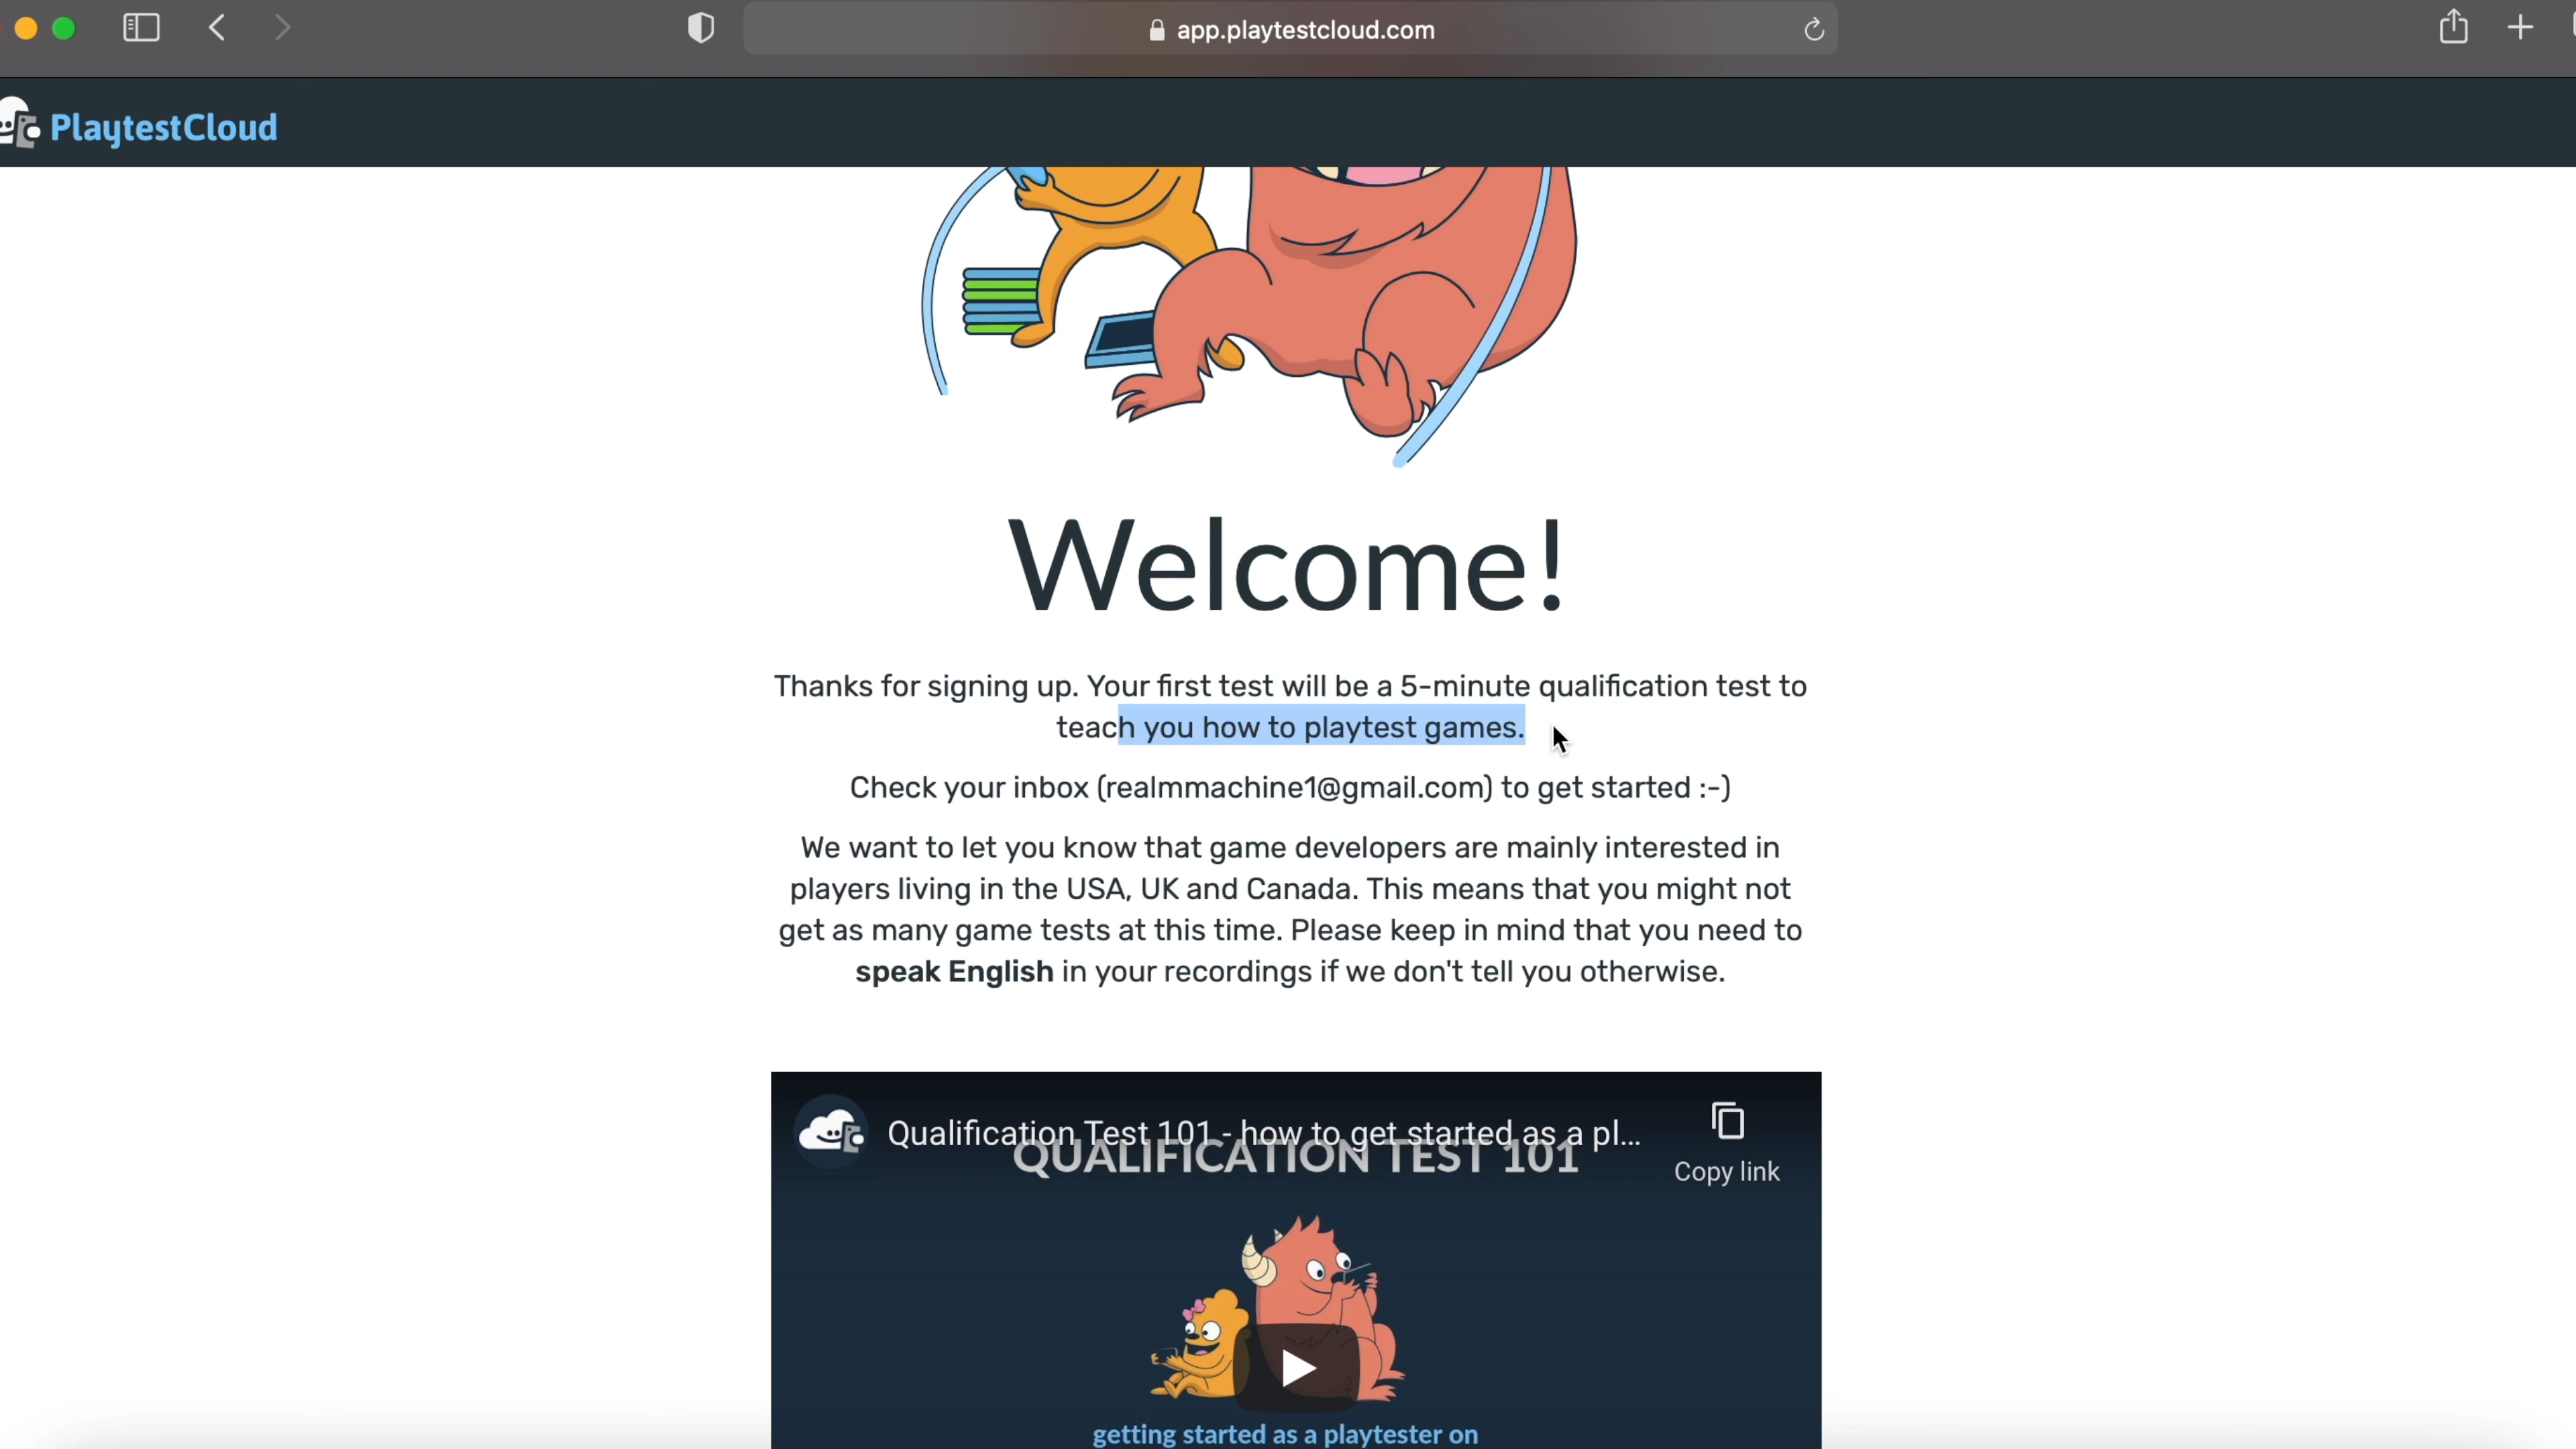 app.playtestcloud.com
PlaytestCloud
Welcome!
Thanks for signing up. Your first test will be a 5-minute qualification test to
teach you how to playtest games.
Check your inbox (realmmachine1@gmail.com) to get started :-)
We want to let you know that game developers are mainly interested in
players living in the USA, UK and Canada. This means that you might not
get as many game tests at this time. Please keep in mind that you need to
speak English in your recordings if we don't tell you otherwise.
Qualification Test 101 - how to get started as a pl...
Copy link
QUALIFICATION TEST 101
getting started as a playtester on